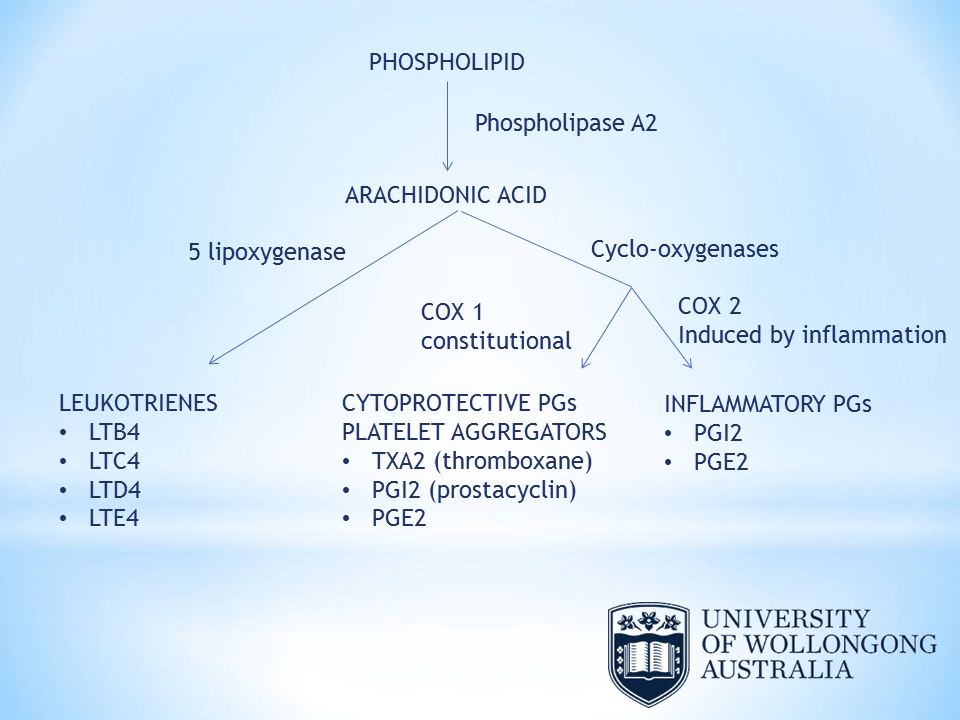 PHOSPHOLIPID
Phospholipase A2
ARACHIDONIC ACID
5 lipoxygenase
Cyclo-oxygenases
COX 1
constitutional
COX 2
Induced by inflammation
LEUKOTRIENES
• LTB4
• LTC4
• LTD4
• LTE4
CYTOPROTECTIVE PGs
PLATELET AGGREGATORS
• TXA2 (thromboxane)
• PGI2 (prostacyclin)
• PGE2
INFLAMMATORY PGs
• PGI2
• PGE2
UNIVERSITY
OF WOLLONGONG
AUSTRALIA